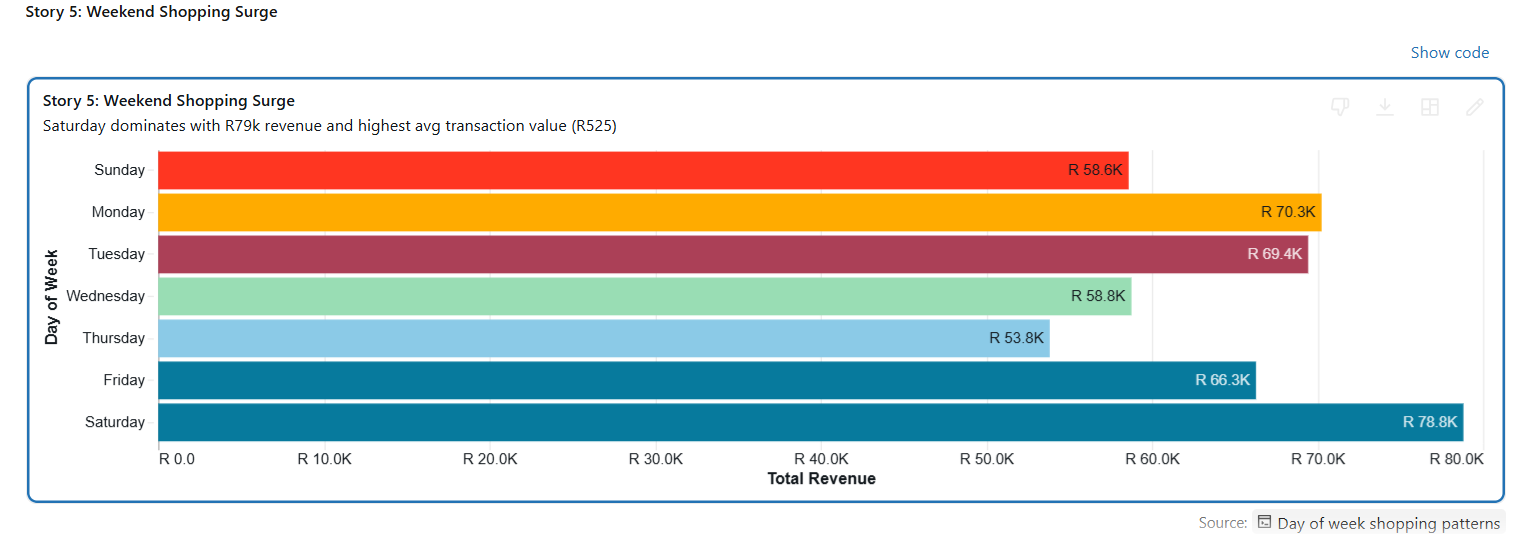 Story 5: Weekend Shopping Surge
Show code
Story 5: Weekend Shopping Surge
Saturday dominates with R79k revenue and highest avg transaction value (R525)
Day of Week
Sunday R 58.6K
Monday R 70.3K
Tuesday R 69.4K
Wednesday R 58.8K
Thursday R 53.8K
Friday R 66.3K
Saturday R 78.8K
R 0.0 R 10.0K R 20.0K R 30.0K R 40.0K R 50.0K R 60.0K R 70.0K R 80.0K
Total Revenue
Source: Day of week shopping patterns